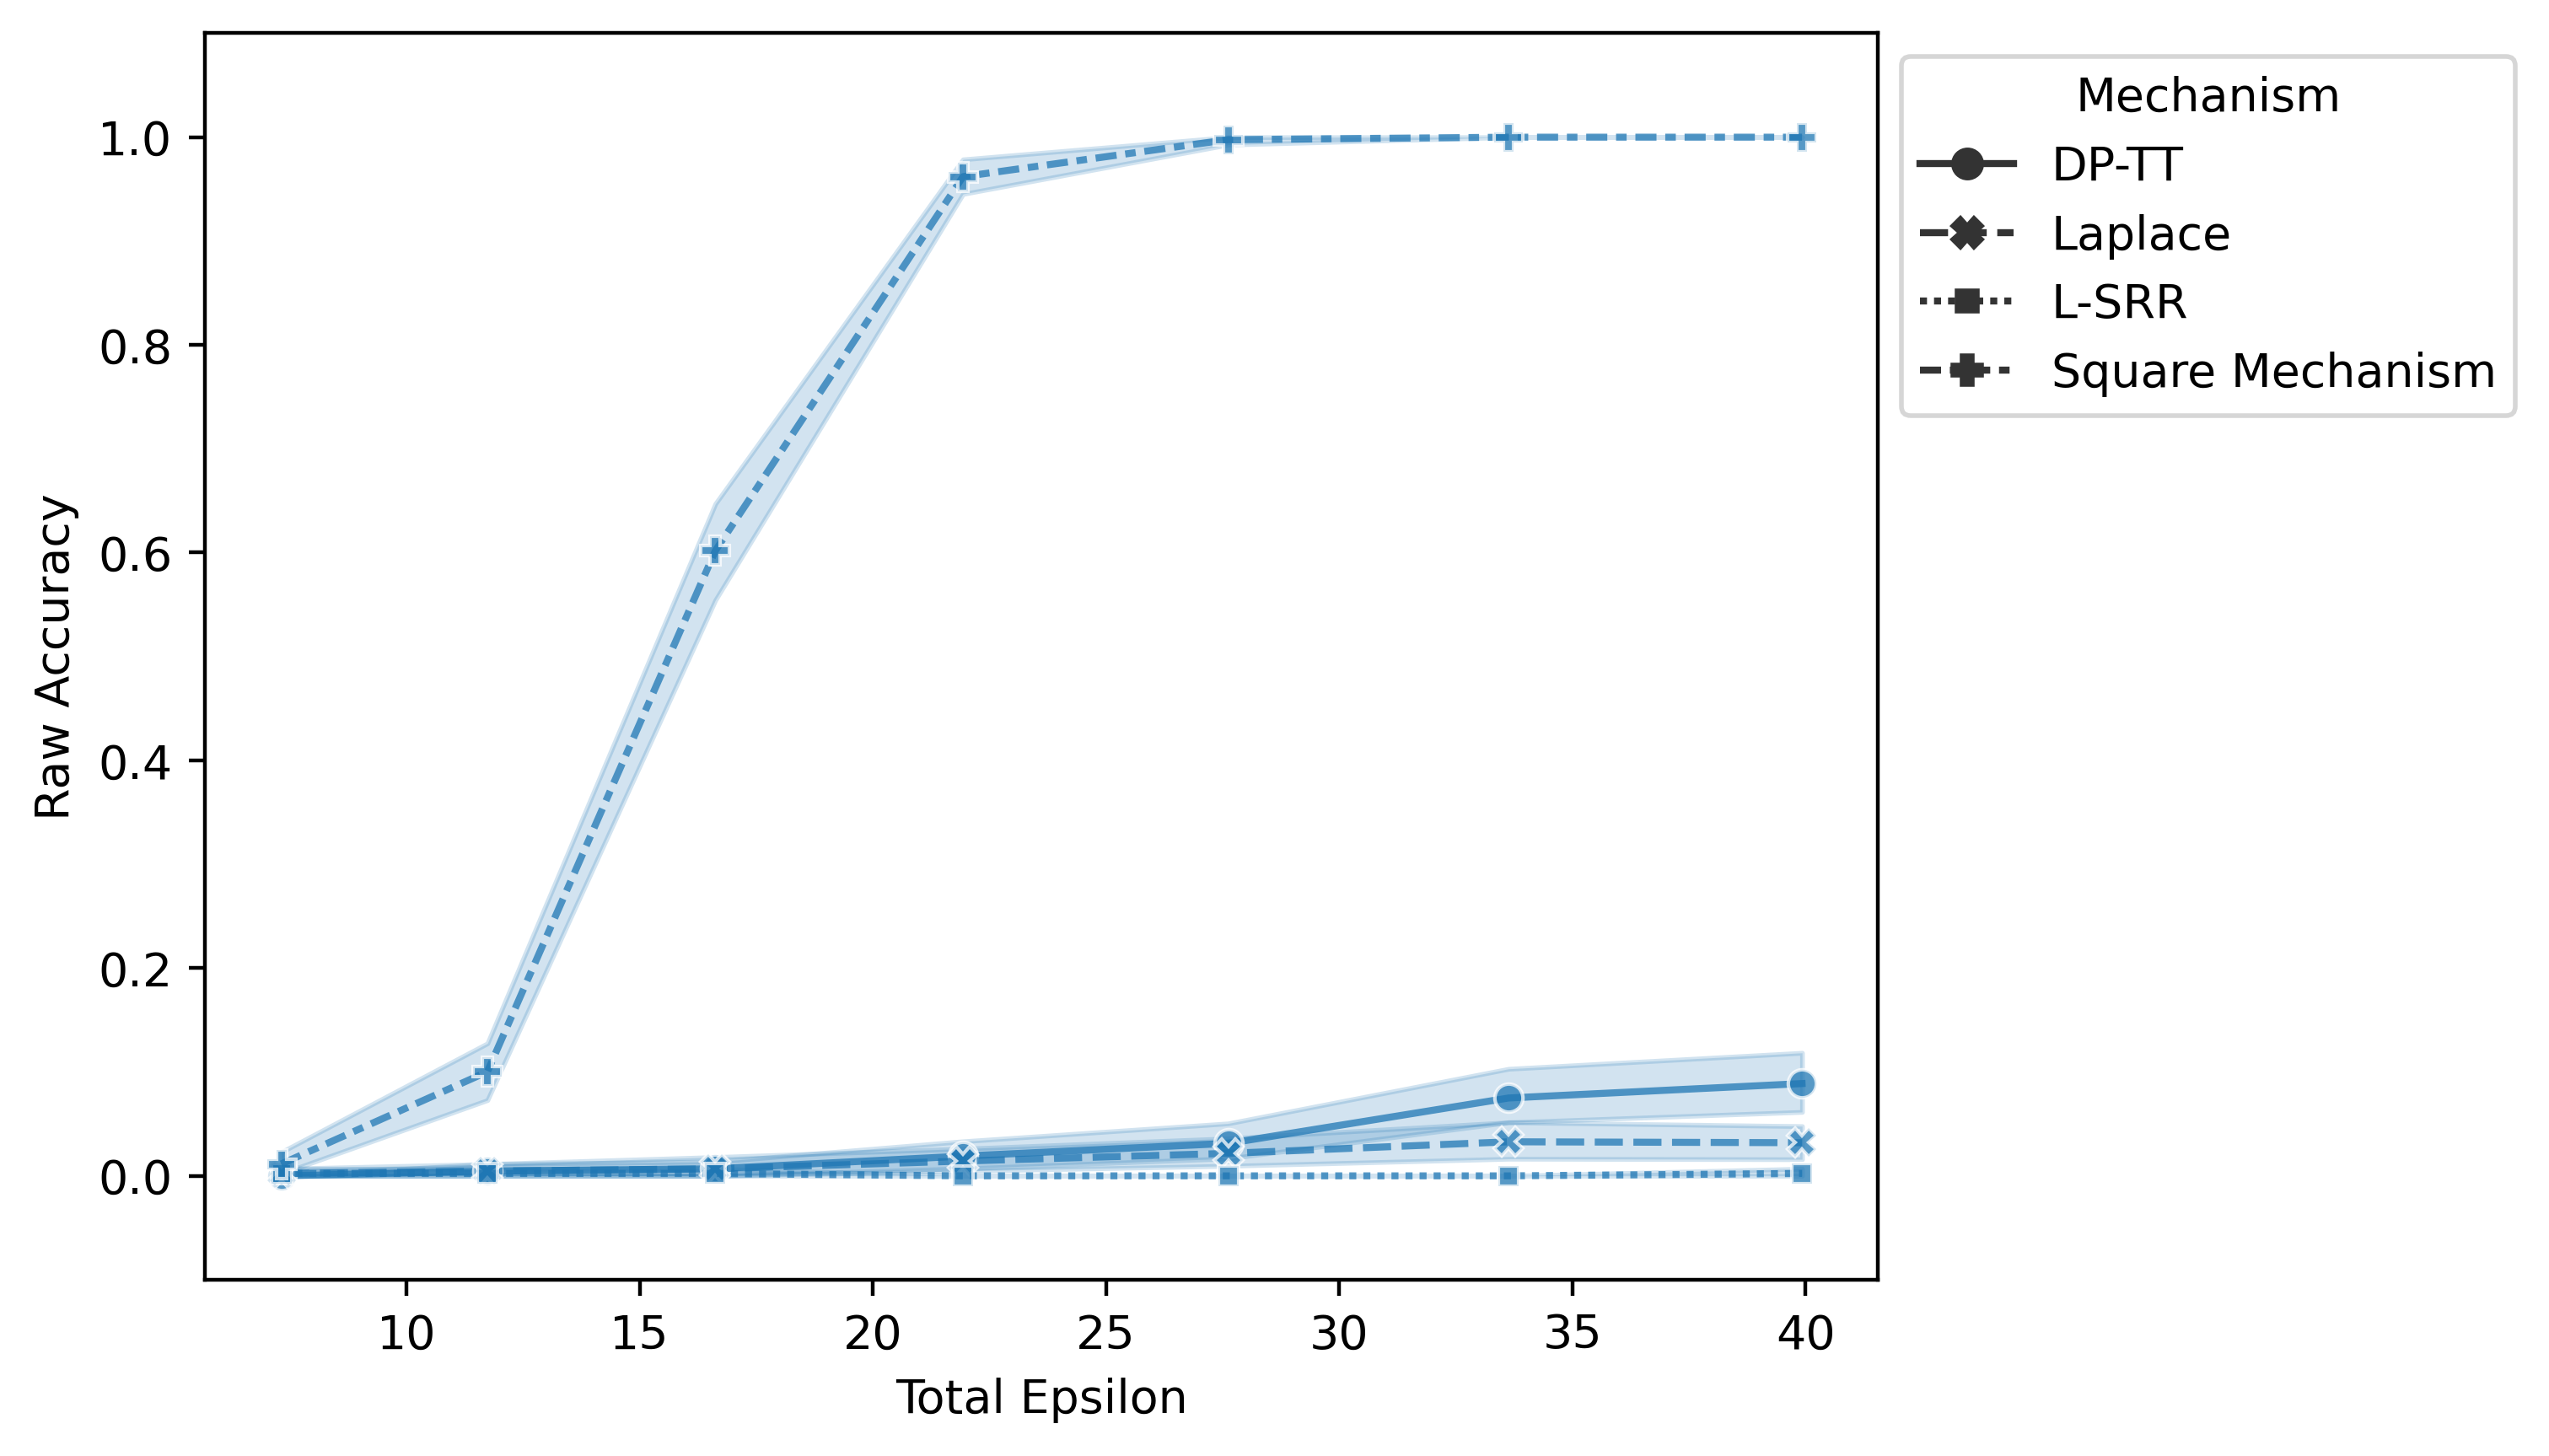 Mechanism
DP-TT
Laplace
L-SRR
Square Mechanism
Raw Accuracy
1.0
0.8
0.6
0.4
0.2
0.0
10 15 20 25 30 35 40
Total Epsilon